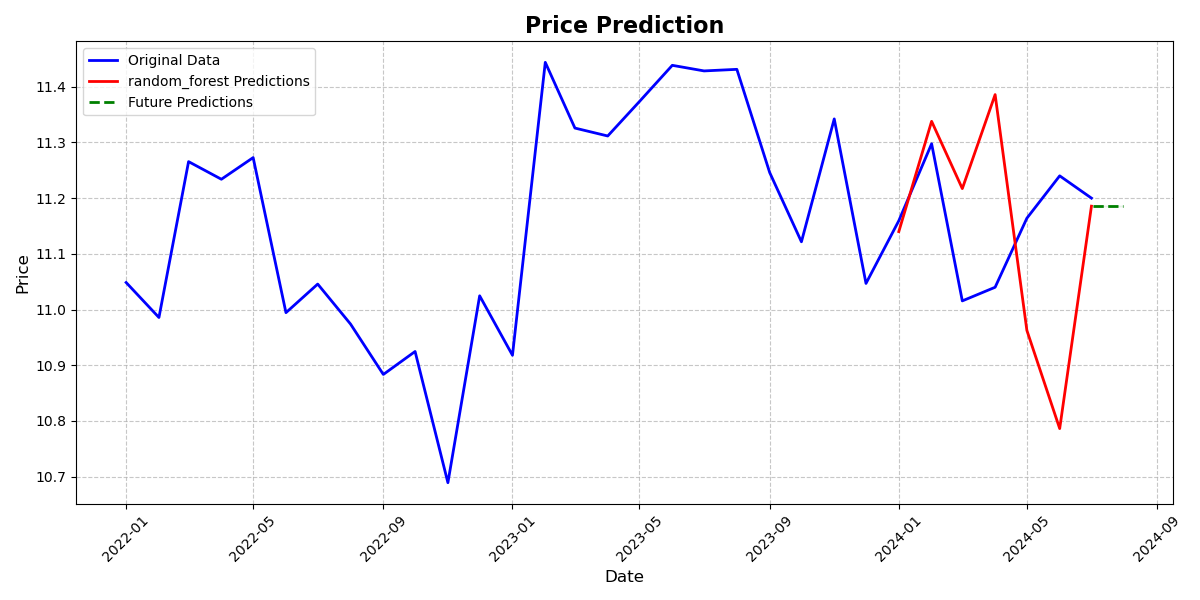 Price Prediction
Original Data
random_forest Predictions
Future Predictions
Price
11.4
11.3
11.2
11.1
11.0
10.9
10.8
10.7
2022-01
2022-05
2022-09
2023-01
2023-05
2023-09
2024-01
2024-05
2024-09
Date